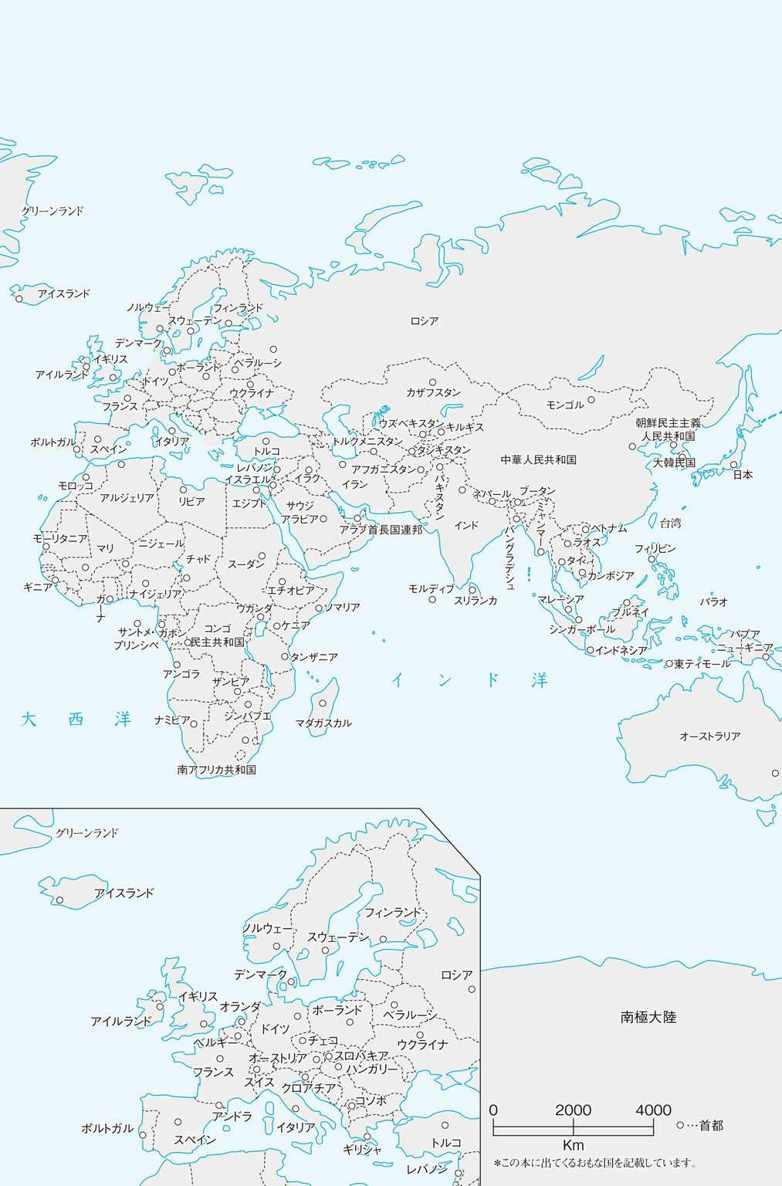 グリーンランド
アイスランド
ノルウェー
フィンランド
スウェーデン
ロシア
デンマーク
イギリス
アイルランド
ポーランド
ベラルーシ
ドイツ
ウクライナ
フランス
カザフスタン
モンゴル
ポルトガル
スペイン
イタリア
トルコ
ウズベキスタン
キルギス
トルクメニスタン
タジキスタン
朝鮮民主主義
人民共和国
大韓民国
日本
中華人民共和国
レバノン
イスラエル
イラク
イラン
アフガニスタン
パキスタン
モロッコ
アルジェリア
リビア
エジプト
サウジ
アラビア
アラブ首長国連邦
ネパール
ブータン
インド
バングラデシュ
ミャンマー
台湾
ベトナム
ラオス
タイ
カンボジア
フィリピン
モーリタニア
マリ
ニジェール
チャド
スーダン
ギニア
ガーナ
ナイジェリア
エチオピア
ソマリア
ウガンダ
ケニア
モルディブ
スリランカ
マレーシア
ブルネイ
パラオ
サントメ・
プリンシペ
ガボン
コンゴ
民主共和国
シンガーポール
インドネシア
パプア
ニューギニア
東ティモール
アンゴラ
ザンビア
タンザニア
インド洋
大西洋
ナミビア
ジンバブエ
マダガスカル
オーストラリア
南アフリカ共和国
グリーンランド
アイスランド
ノルウェー
スウェーデン
フィンランド
デンマーク
ロシア
イギリス
オランダ
アイルランド
ポーランド
ベラルーシ
ドイツ
ベルギー
チェコ
ウクライナ
オーストリア
スロバキア
フランス
ハンガリー
スイス
クロアチア
コソボ
アンドラ
ポルトガル
スペイン
イタリア
ギリシャ
トルコ
レバノン
南極大陸
0 2000 4000
Km
○…首都
*この本に出てくるおもな国を記載しています。